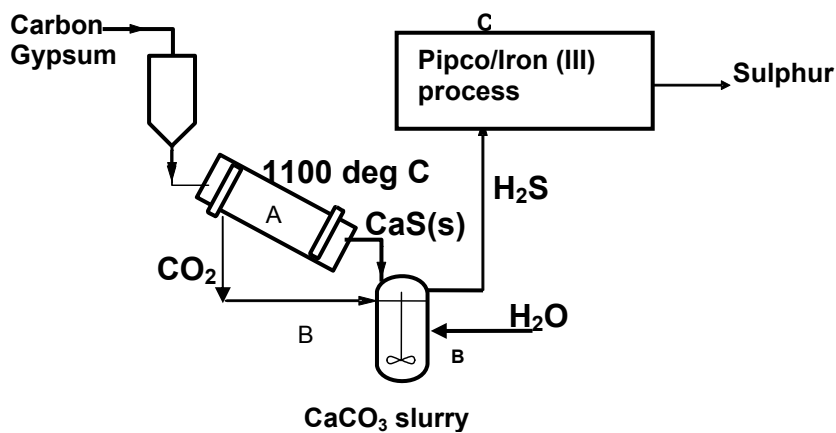 Carbon
Gypsum
C
Pipco/Iron (III)
process
Sulphur
1100 deg C
A
CaS(s)
H₂S
CO₂
B
H₂O
B
CaCO₃ slurry